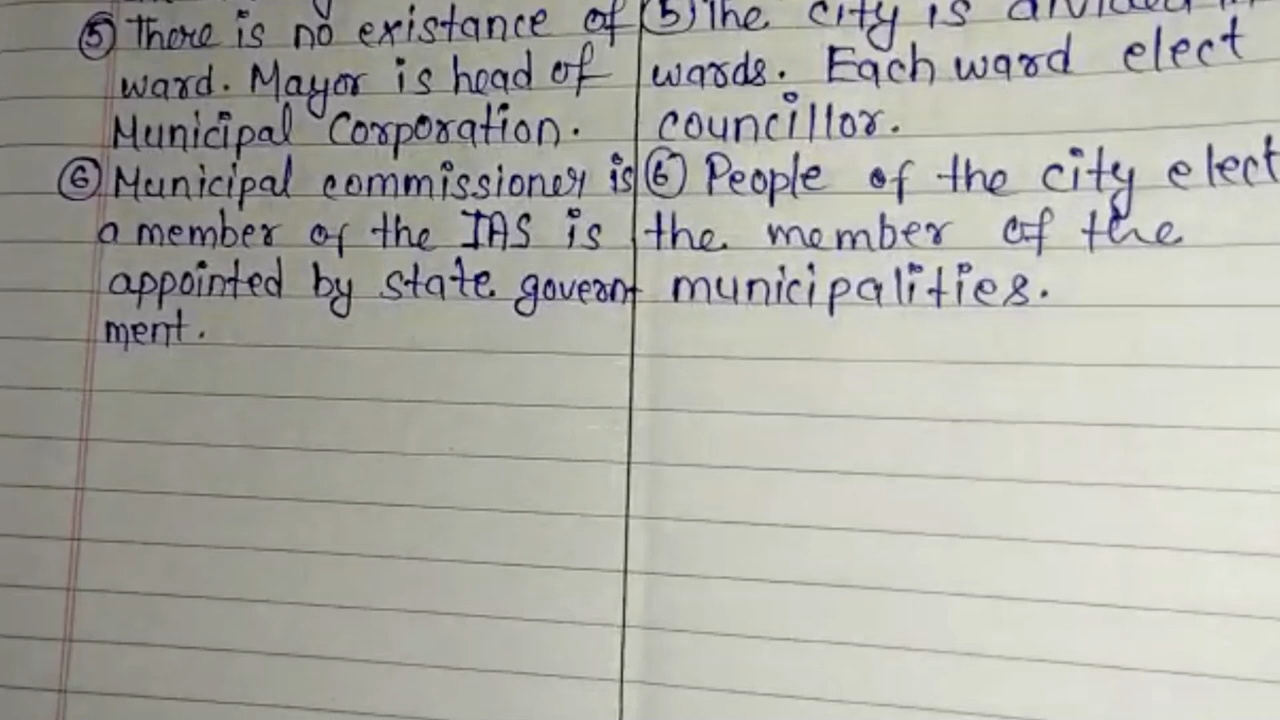 ⑤ There is no existance of
ward. Mayor is head of
Municipal Corporation.
⑥ Municipal commissioner is
a member of the IAS is
appointed by state govern
ment.
⑤ The city is divided in
wards. Each ward elect
councillor.
⑥ People of the city elect
the member of the
municipalities.